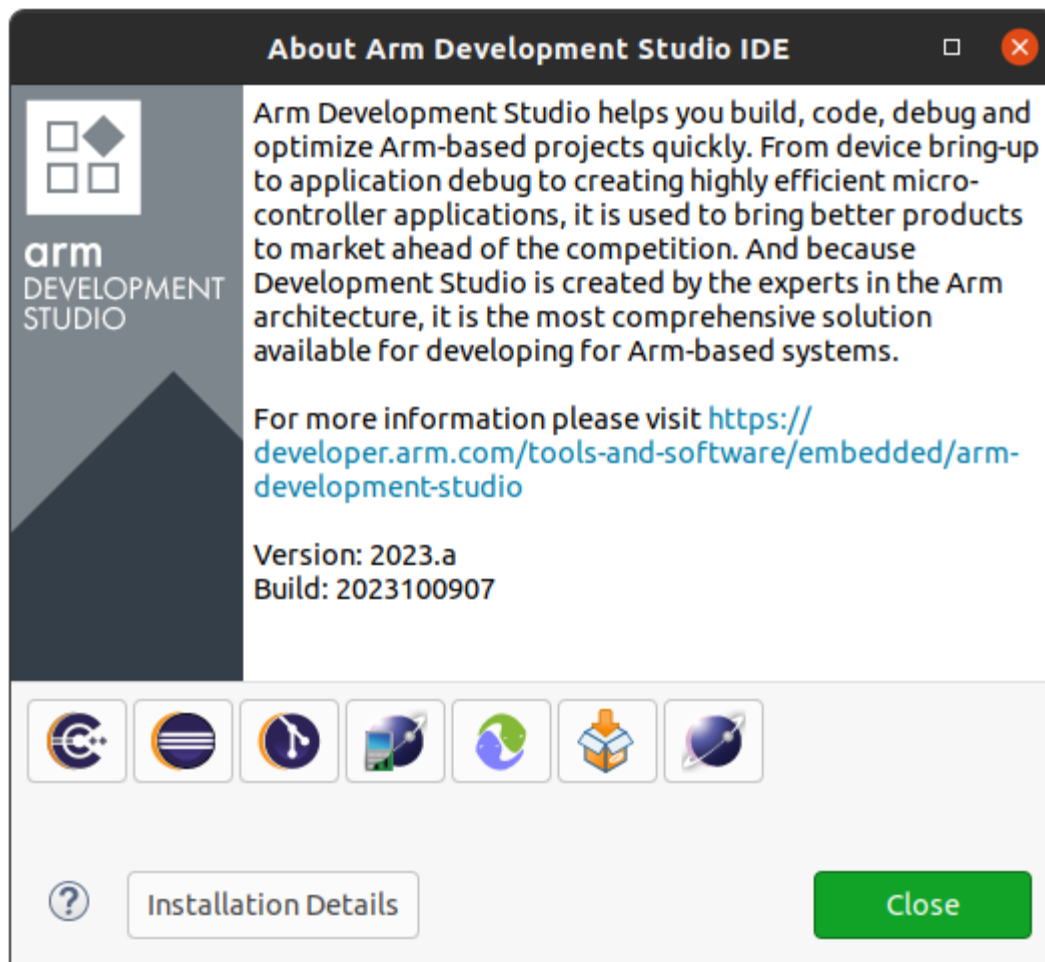 About Arm Development Studio IDE
arm
DEVELOPMENT
STUDIO
Arm Development Studio helps you build, code, debug and
optimize Arm-based projects quickly. From device bring-up
to application debug to creating highly efficient micro-
controller applications, it is used to bring better products
to market ahead of the competition. And because
Development Studio is created by the experts in the Arm
architecture, it is the most comprehensive solution
available for developing for Arm-based systems.
For more information please visit https://
developer.arm.com/tools-and-software/embedded/arm-
development-studio
Version: 2023.a
Build: 2023100907
Installation Details
Close